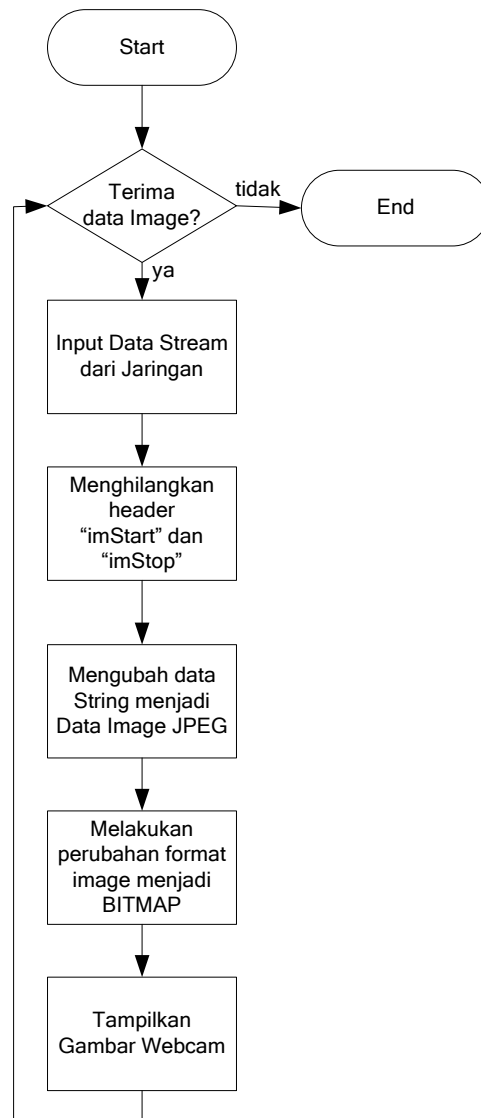 Start
Terima
data Image?
tidak
End
ya
Input Data Stream
dari Jaringan
Menghilangkan
header
“imStart” dan
“imStop”
Mengubah data
String menjadi
Data Image JPEG
Melakukan
perubahan format
image menjadi
BITMAP
Tampilkan
Gambar Webcam